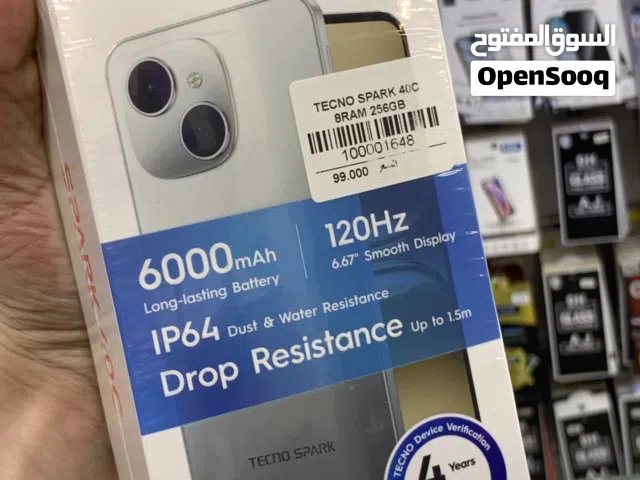 السوق المفتوح
OpenSooq
TECNO SPARK 40C
8RAM 256GB
100001648
السعر
99.000
SPARK 40C
6000mAh
Long-lasting Battery
120Hz
6.67" Smooth Display
IP64 Dust & Water Resistance
Drop Resistance Up to 1.5m
TECNO SPARK
TECNO Device Verification
4 Years